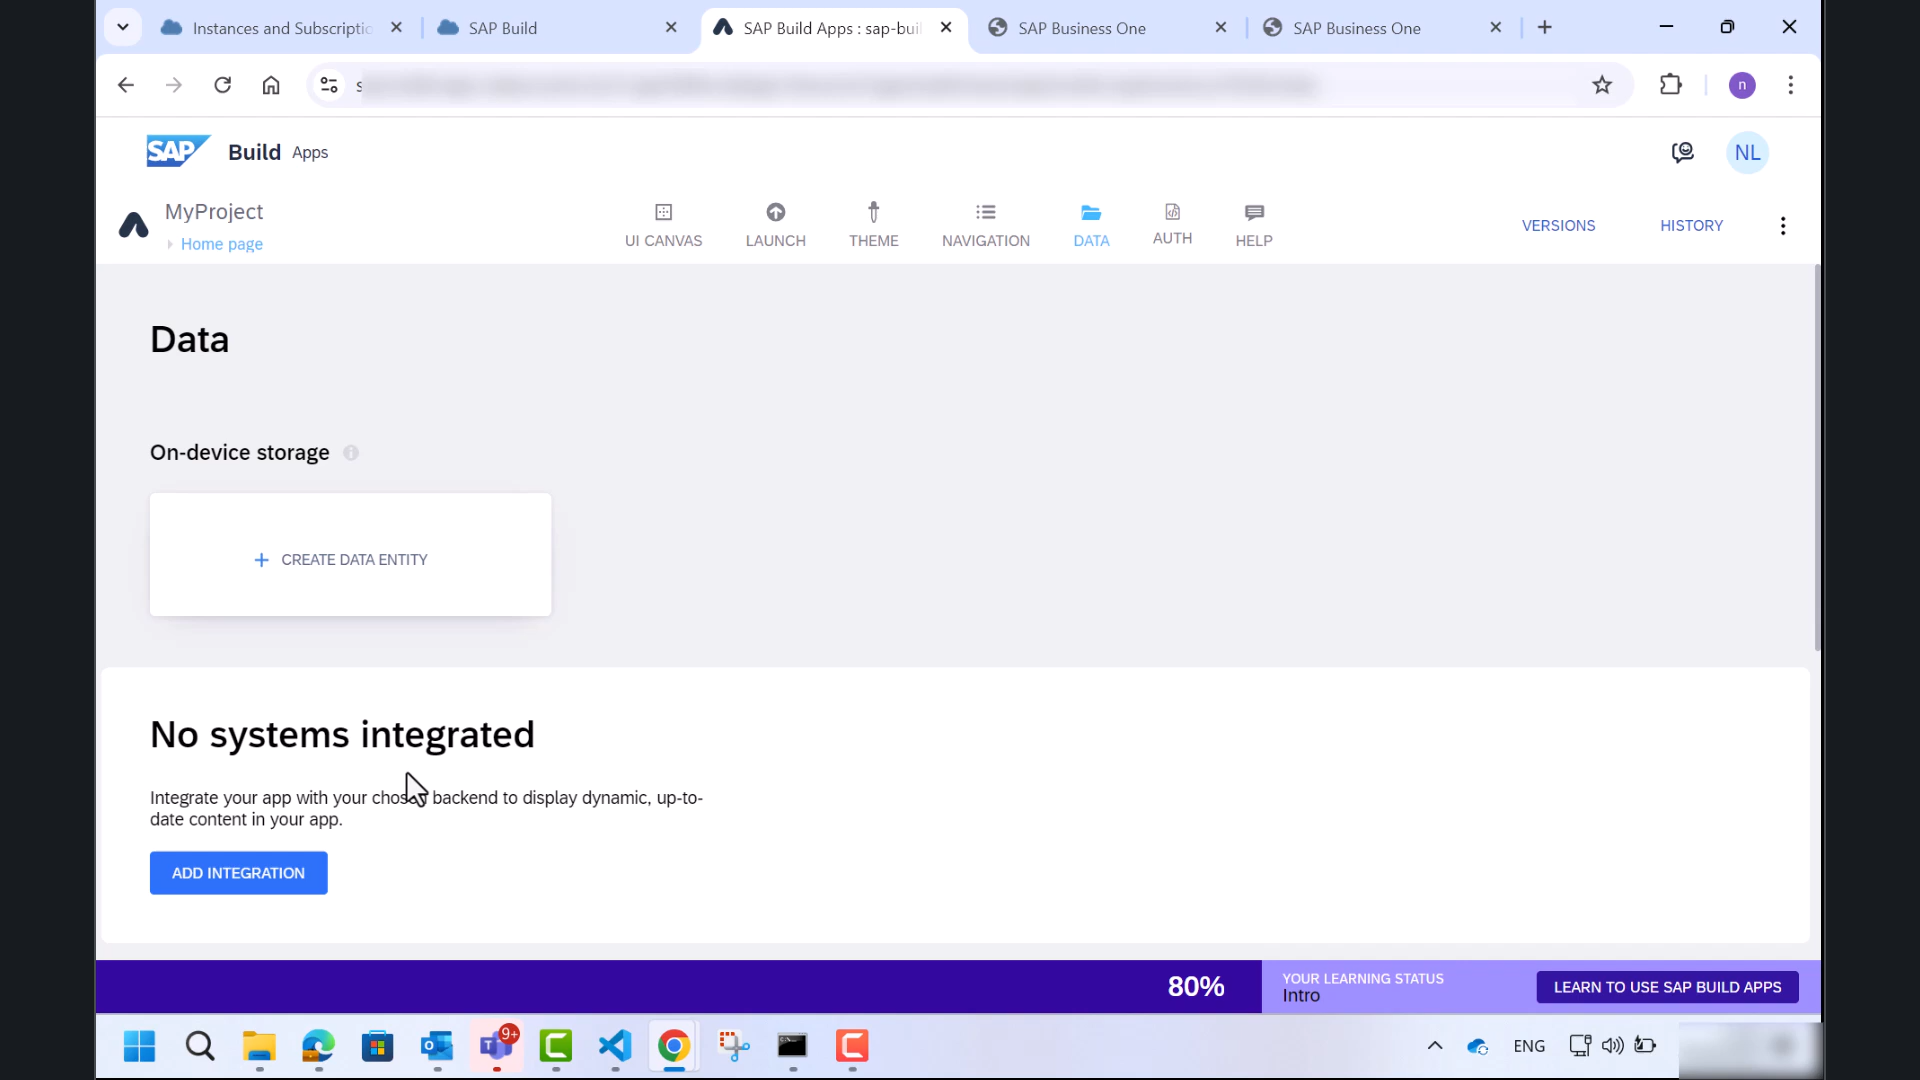 Instances and Subscriptic
SAP Build
SAP Build Apps : sap-buil
SAP Business One
SAP Business One
n
SAP Build Apps
NL
MyProject
Home page
UI CANVAS
LAUNCH
THEME
NAVIGATION
DATA
AUTH
HELP
VERSIONS
HISTORY
Data
On-device storage
+ CREATE DATA ENTITY
No systems integrated
Integrate your app with your chosen backend to display dynamic, up-to-
date content in your app.
ADD INTEGRATION
80%
YOUR LEARNING STATUS
Intro
LEARN TO USE SAP BUILD APPS
9+
ENG